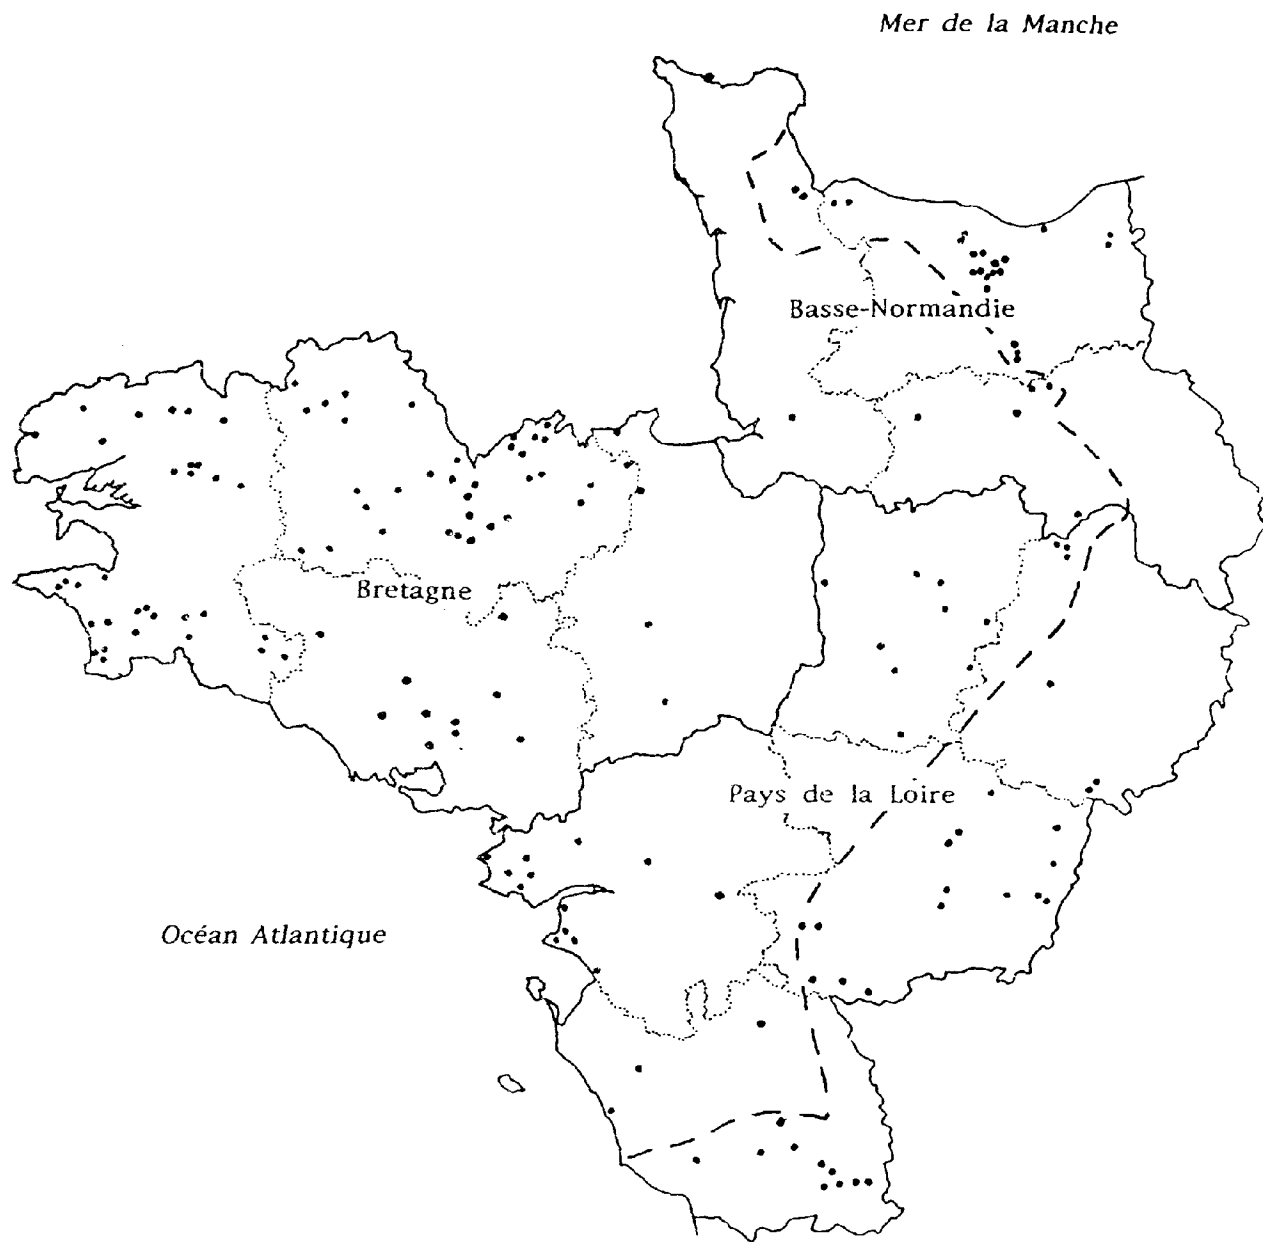 Mer de la Manche
Basse-Normandie
Bretagne
Pays de la Loire
Océan Atlantique